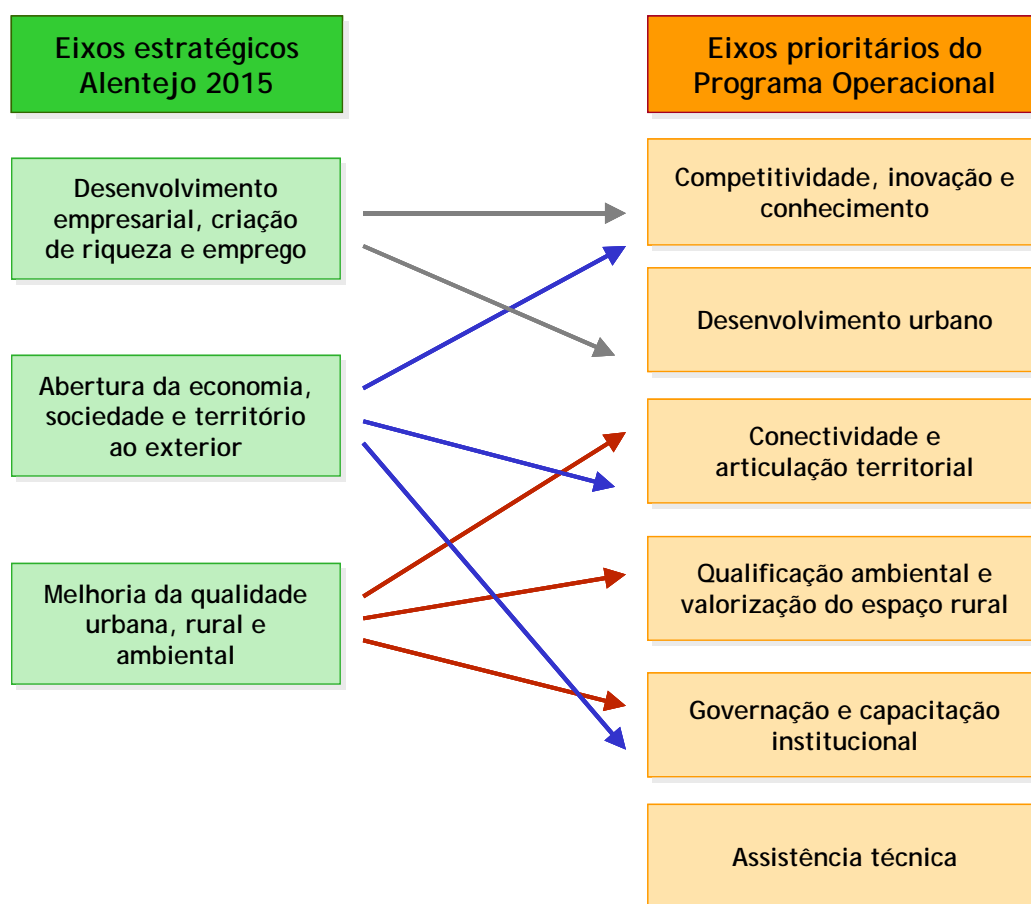 Eixos estratégicos
Alentejo 2015
Desenvolvimento
empresarial, criação
de riqueza e emprego
Abertura da economia,
sociedade e território
ao exterior
Melhoria da qualidade
urbana, rural e
ambiental
Eixos prioritários do
Programa Operacional
Competitividade, inovação e
conhecimento
Desenvolvimento urbano
Conectividade e
articulação territorial
Qualificação ambiental e
valorização do espaço rural
Governação e capacitação
institucional
Assistência técnica